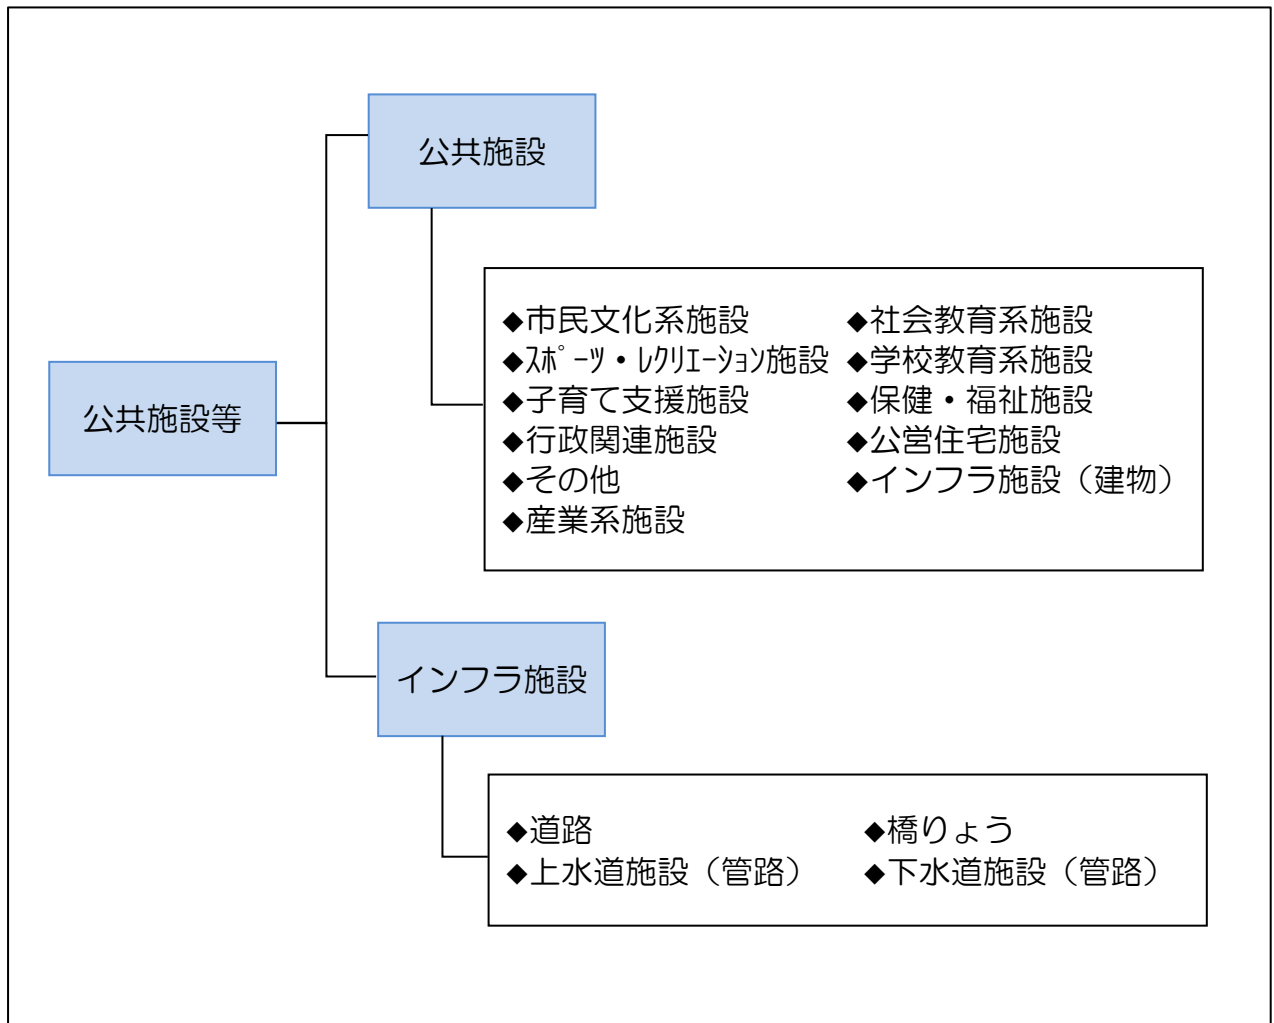 公共施設
◆市民文化系施設 ◆社会教育系施設
◆ｽﾎﾟｰﾂ・ﾚｸﾘｴｰｼｮﾝ施設 ◆学校教育系施設
◆子育て支援施設 ◆保健・福祉施設
公共施設等
◆行政関連施設 ◆公営住宅施設
◆その他 ◆インフラ施設（建物）
◆産業系施設
インフラ施設
◆道路 ◆橋りょう
◆上水道施設（管路） ◆下水道施設（管路）